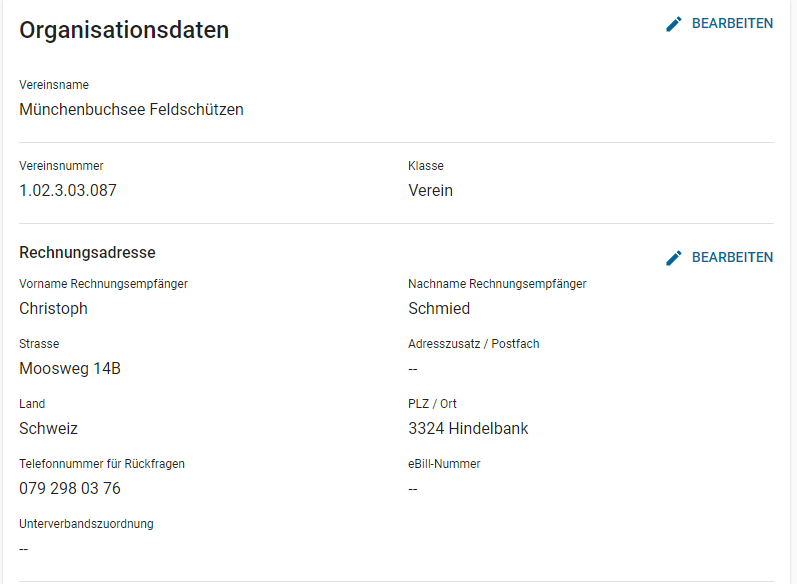 Organisationsdaten
BEARBEITEN
Vereinsname
Münchenbuchsee Feldschützen
Vereinsnummer
Klasse
1.02.3.03.087
Verein
Rechnungsadresse
BEARBEITEN
Vorname Rechnungsempfänger
Nachname Rechnungsempfänger
Christoph
Schmied
Strasse
Adresszusatz / Postfach
Moosweg 14B
--
Land
PLZ / Ort
Schweiz
3324 Hindelbank
Telefonnummer für Rückfragen
eBill-Nummer
079 298 03 76
--
Unterverbandszuordnung
--